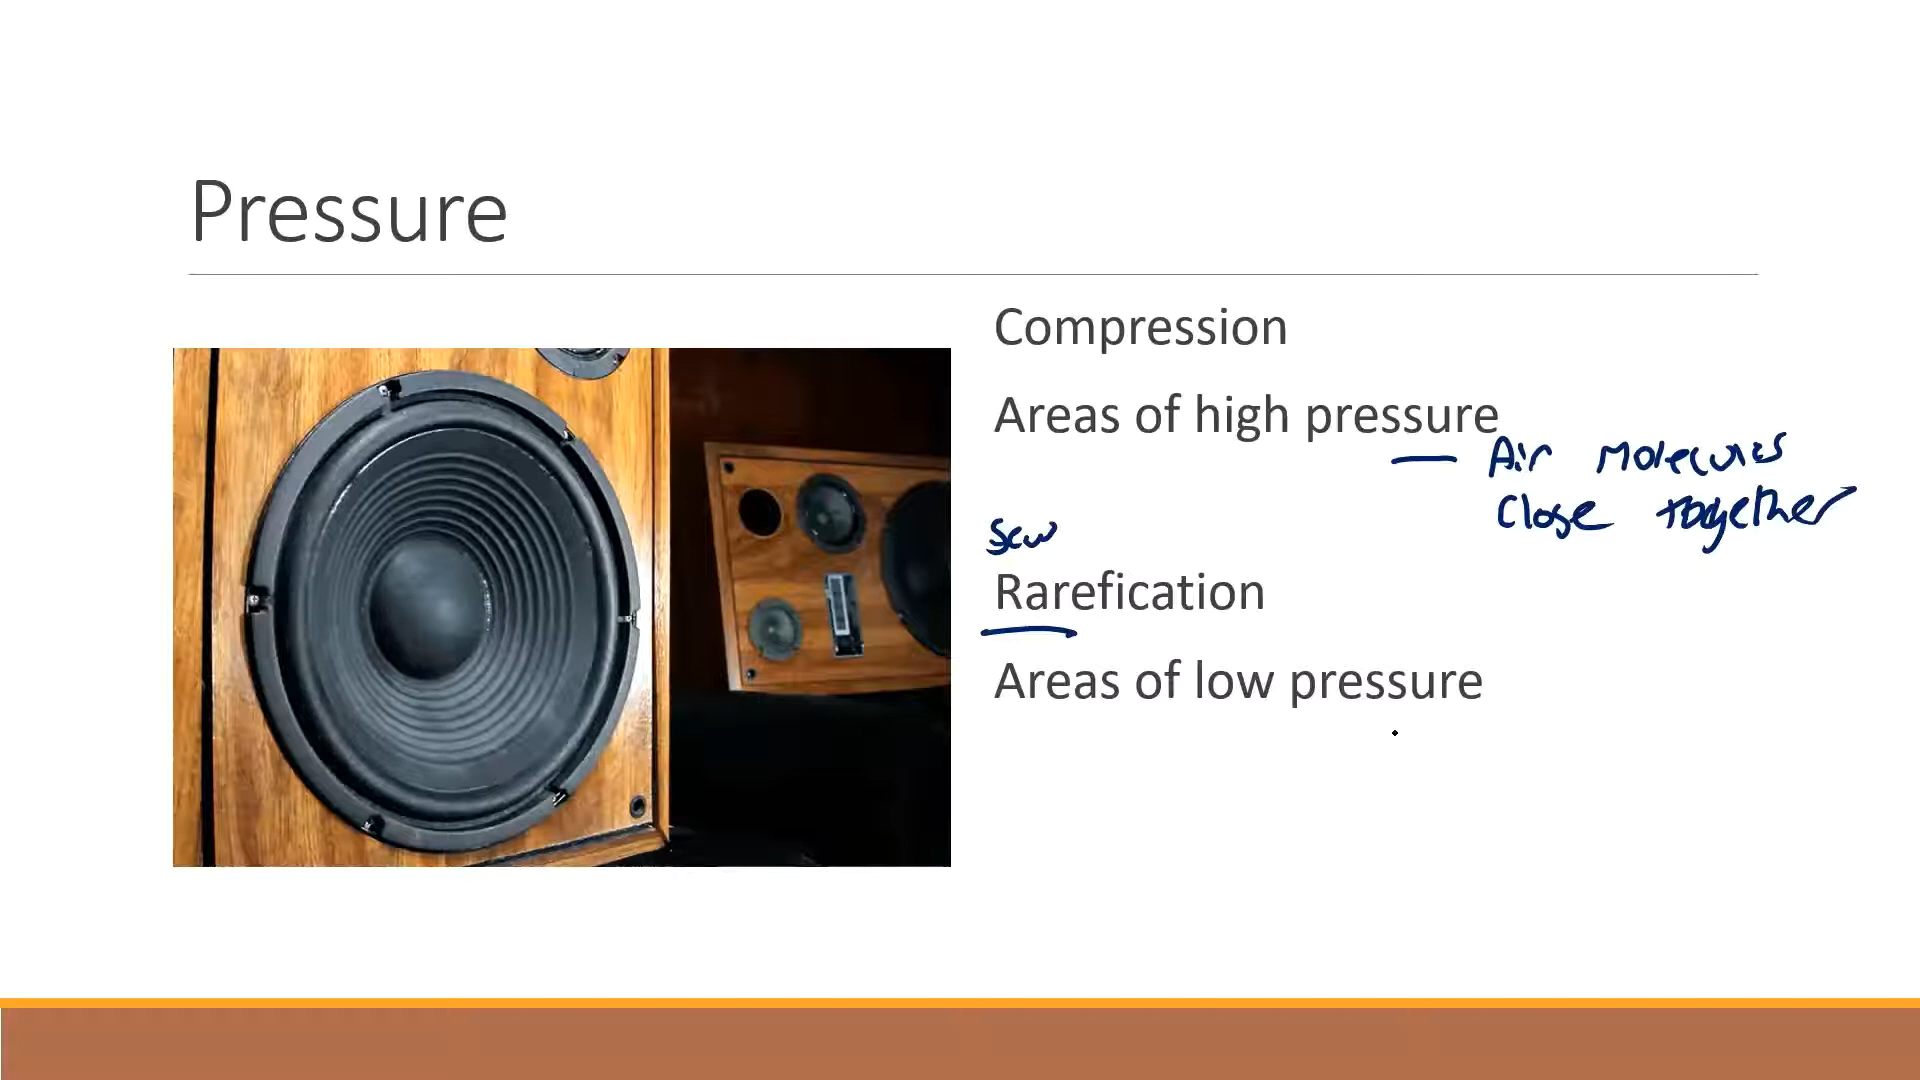 Pressure
Compression
Areas of high pressure
— Air Molecules
Close together
Rarefication
Areas of low pressure